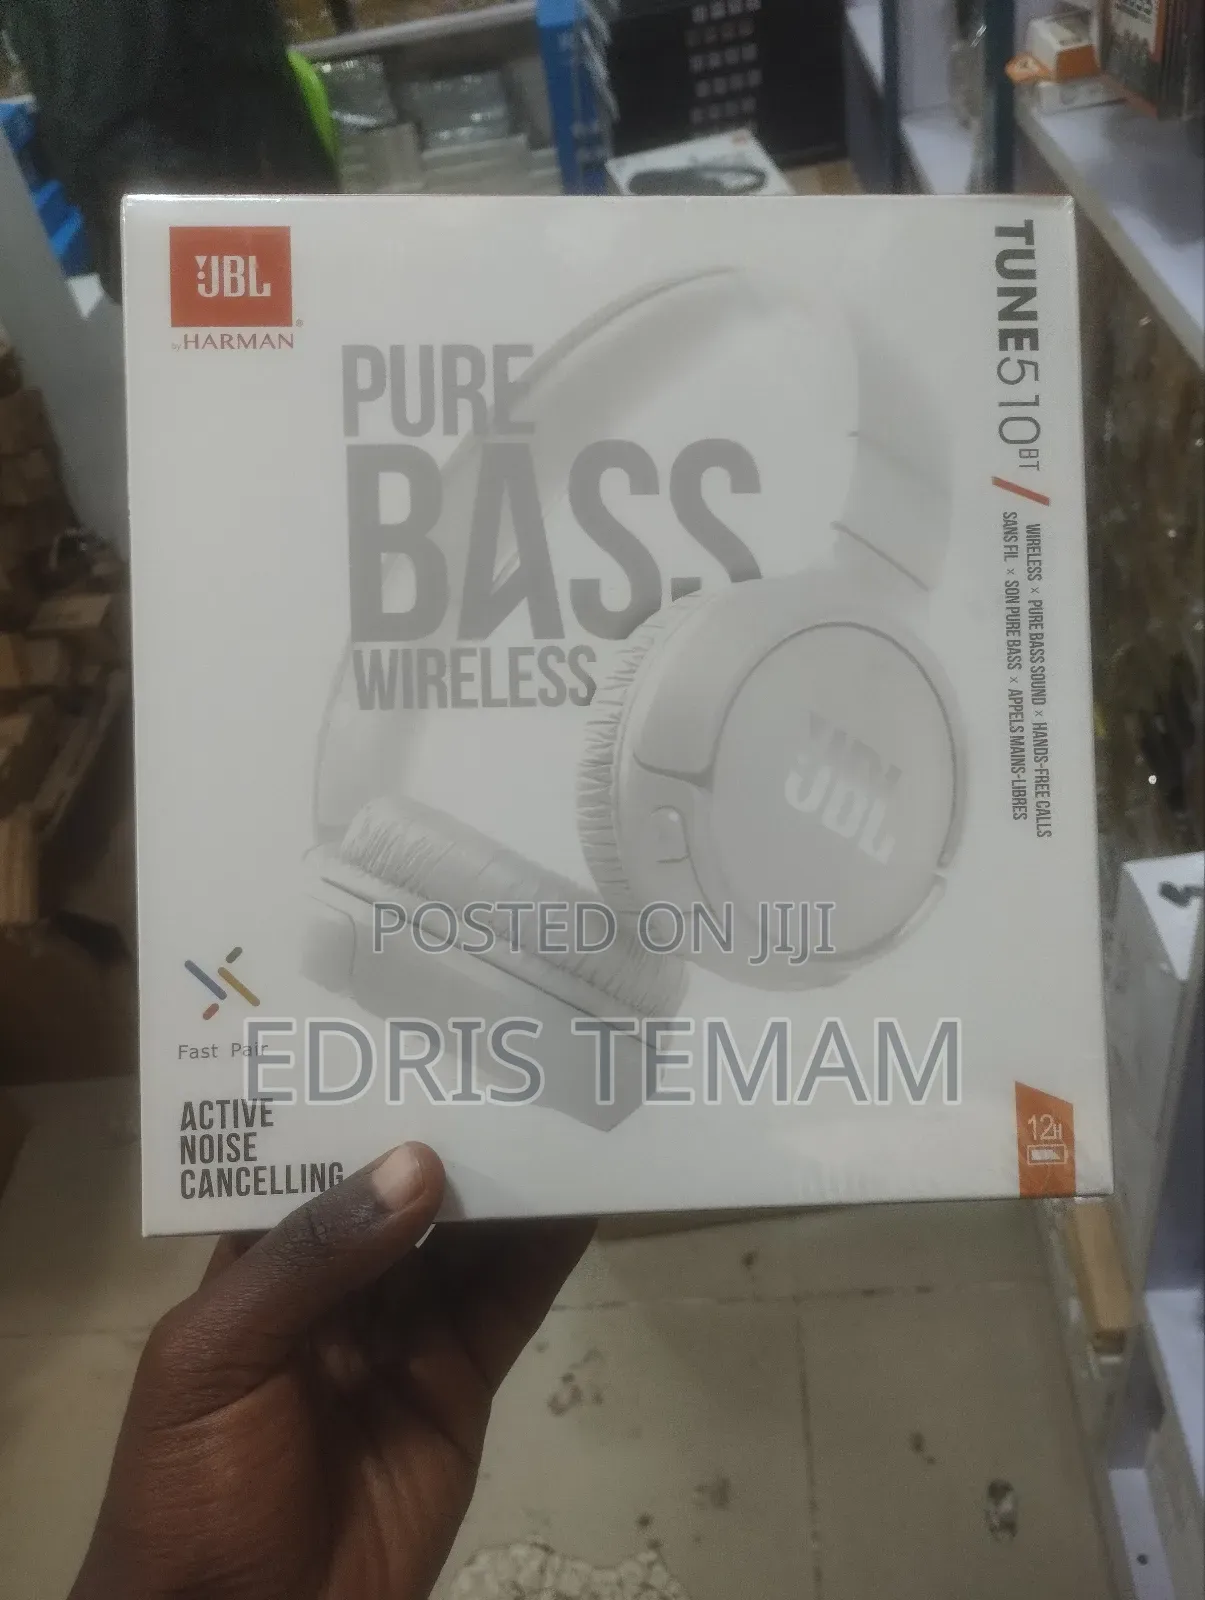 JBL
by HARMAN
PURE
BASS
WIRELESS
TUNE510BT
WIRELESS × PURE BASS SOUND × HANDS-FREE CALLS
SANS FIL × SON PURE BASS × APPELS MAINS-LIBRES
JBL
POSTED ON JIJI
EDRIS TEMAM
Fast Pair
ACTIVE
NOISE
CANCELLING
12H